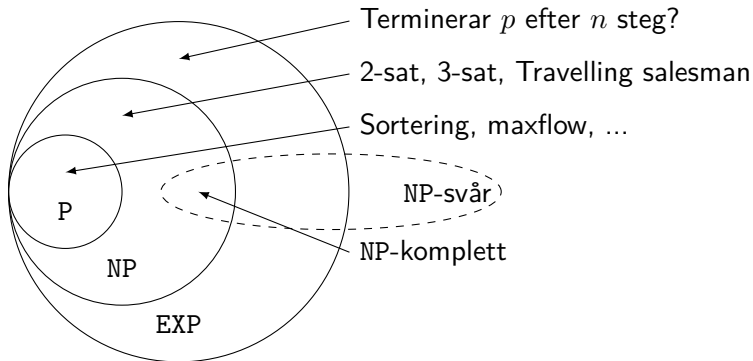 Terminerar p efter n steg?
2-sat, 3-sat, Travelling salesman
Sortering, maxflow, ...
NP-svår
P
NP-komplett
NP
EXP